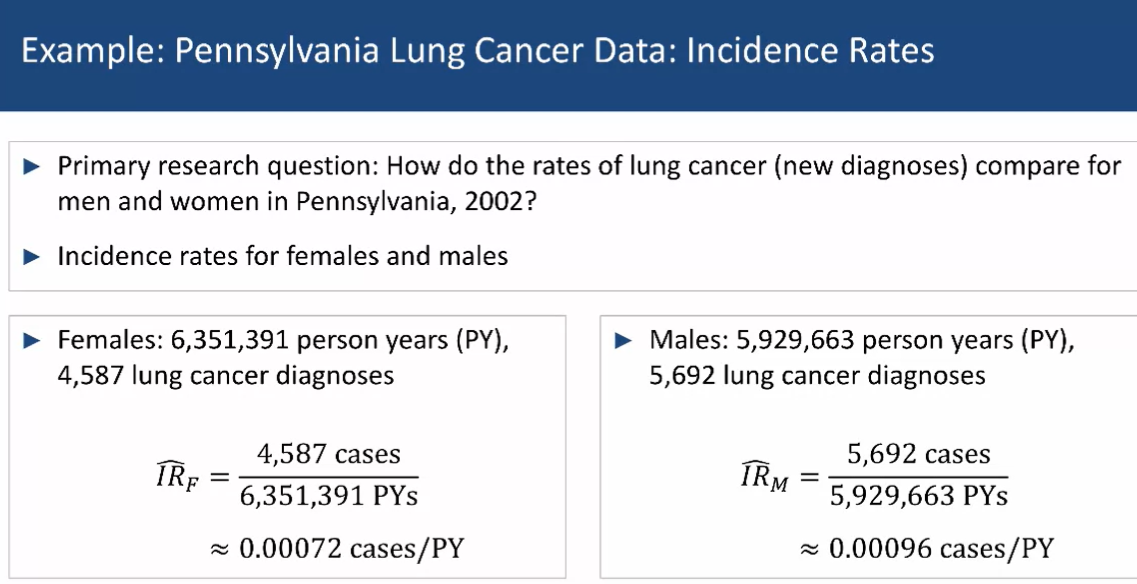 Example: Pennsylvania Lung Cancer Data: Incidence Rates
► Primary research question: How do the rates of lung cancer (new diagnoses) compare for
men and women in Pennsylvania, 2002?
► Incidence rates for females and males
► Females: 6,351,391 person years (PY),
4,587 lung cancer diagnoses
$\widehat{IR}_F = \frac{4,587 \text{ cases}}{6,351,391 \text{ PYs}}$
≈ 0.00072 cases/PY
► Males: 5,929,663 person years (PY),
5,692 lung cancer diagnoses
$\widehat{IR}_M = \frac{5,692 \text{ cases}}{5,929,663 \text{ PYs}}$
≈ 0.00096 cases/PY